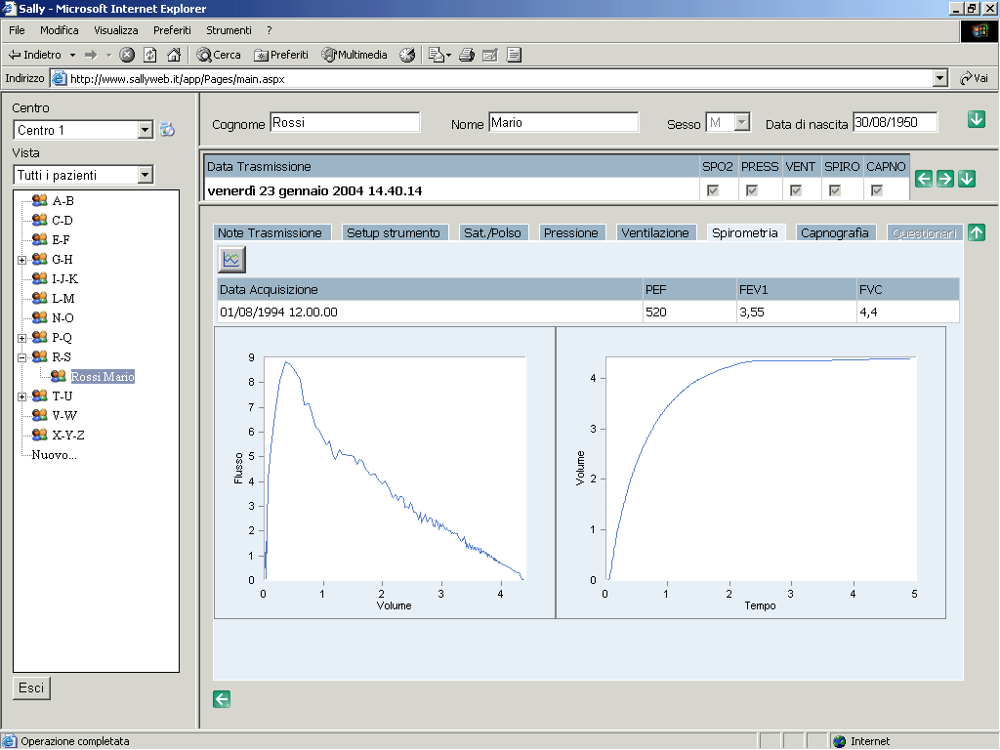 Sally - Microsoft Internet Explorer
File Modifica Visualizza Preferiti Strumenti ?
Indietro Cerca Preferiti Multimedia
Indirizzo http://www.sallyweb.it/app/Pages/main.aspx Vai
Centro
Centro 1
Vista
Tutti i pazienti
A-B
C-D
E-F
G-H
I-J-K
L-M
N-O
P-Q
R-S
Rossi Mario
T-U
V-W
X-Y-Z
Nuovo...
Esci
Cognome Rossi Nome Mario Sesso M Data di nascita 30/08/1950
Data Trasmissione SPO2 PRESS VENT SPIRO CAPNO
venerdì 23 gennaio 2004 14.40.14
Note Trasmissione Setup strumento Sat./Polso Pressione Ventilazione Spirometria Capnografia Questionari
Data Acquisizione PEF FEV1 FVC
01/08/1994 12.00.00 520 3,55 4,4
9
8
7
6
5
4
3
2
1
0
Flusso
0 1 2 3 4
Volume
4
3
2
1
0
Volume
0 1 2 3 4 5
Tempo
Operazione completata Internet